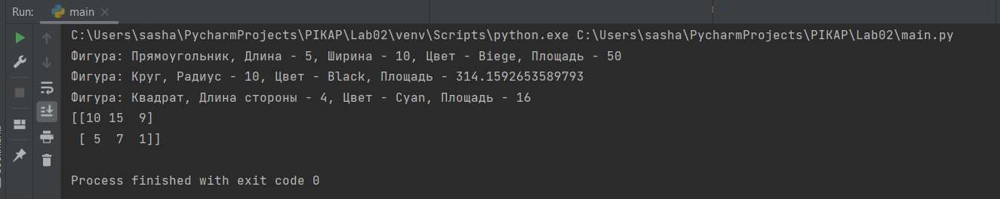 Run: main
C:\Users\sasha\PycharmProjects\PIKAP\Lab02\venv\Scripts\python.exe C:\Users\sasha\PycharmProjects\PIKAP\Lab02\main.py
Фигура: Прямоугольник, Длина - 5, Ширина - 10, Цвет - Biege, Площадь - 50
Фигура: Круг, Радиус - 10, Цвет - Black, Площадь - 314.1592653589793
Фигура: Квадрат, Длина стороны - 4, Цвет - Cyan, Площадь - 16
[[10 15  9]
 [ 5  7  1]]
Process finished with exit code 0